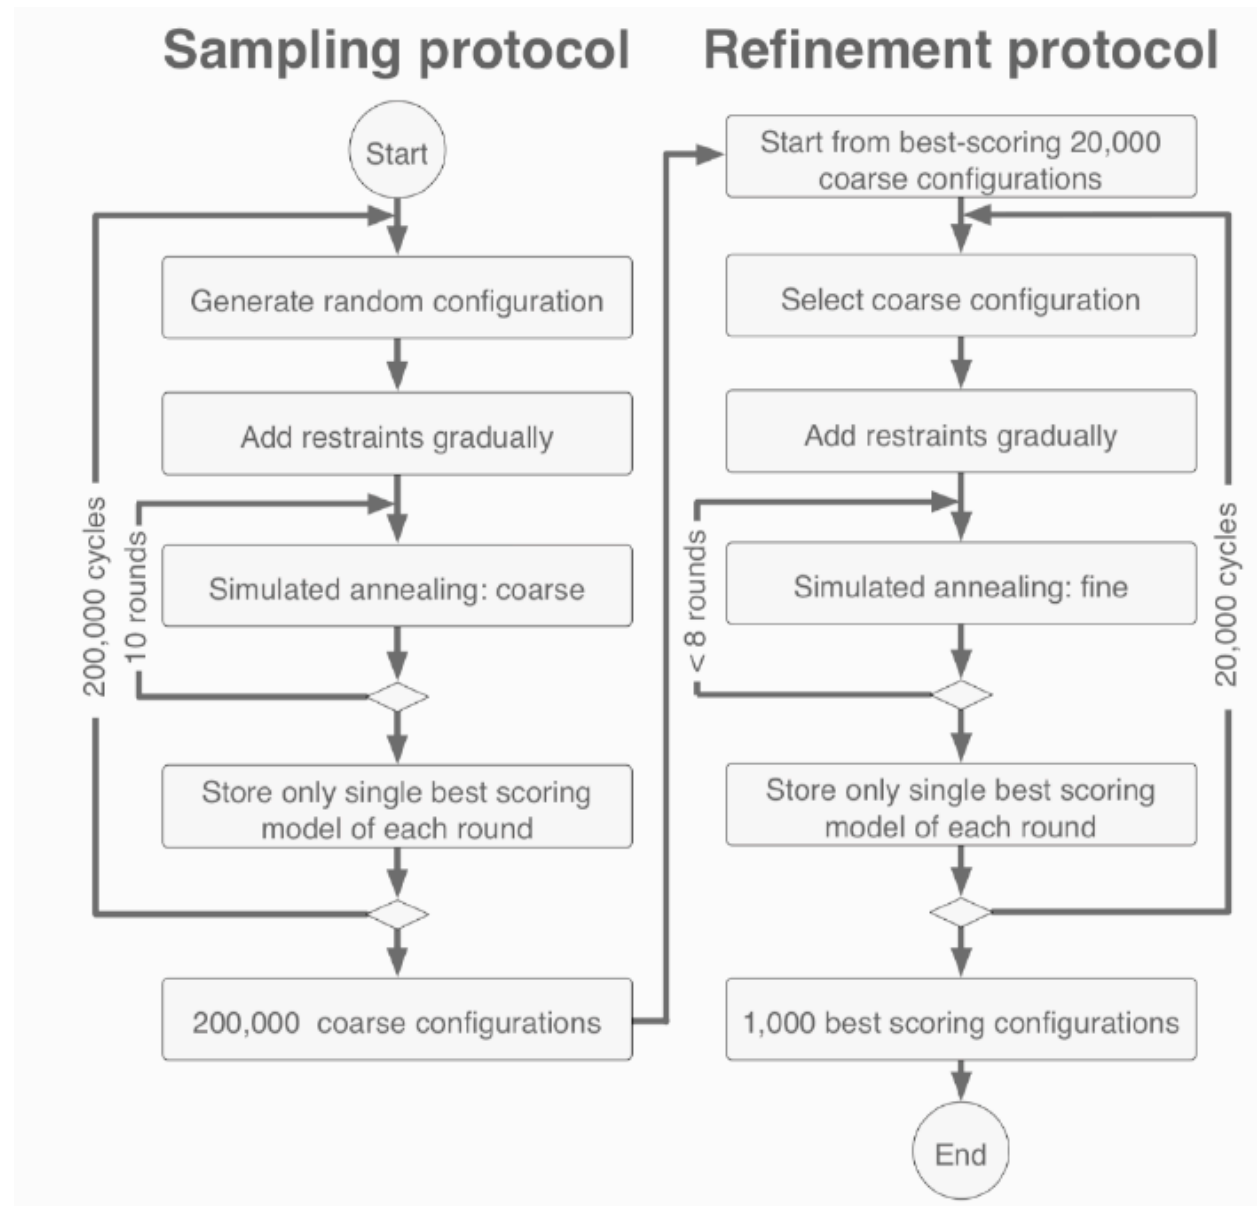 Sampling protocol
Start
Generate random configuration
Add restraints gradually
200,000 cycles
10 rounds
Simulated annealing: coarse
Store only single best scoring
model of each round
200,000 coarse configurations
Refinement protocol
Start from best-scoring 20,000
coarse configurations
Select coarse configuration
Add restraints gradually
< 8 rounds
20,000 cycles
Simulated annealing: fine
Store only single best scoring
model of each round
1,000 best scoring configurations
End